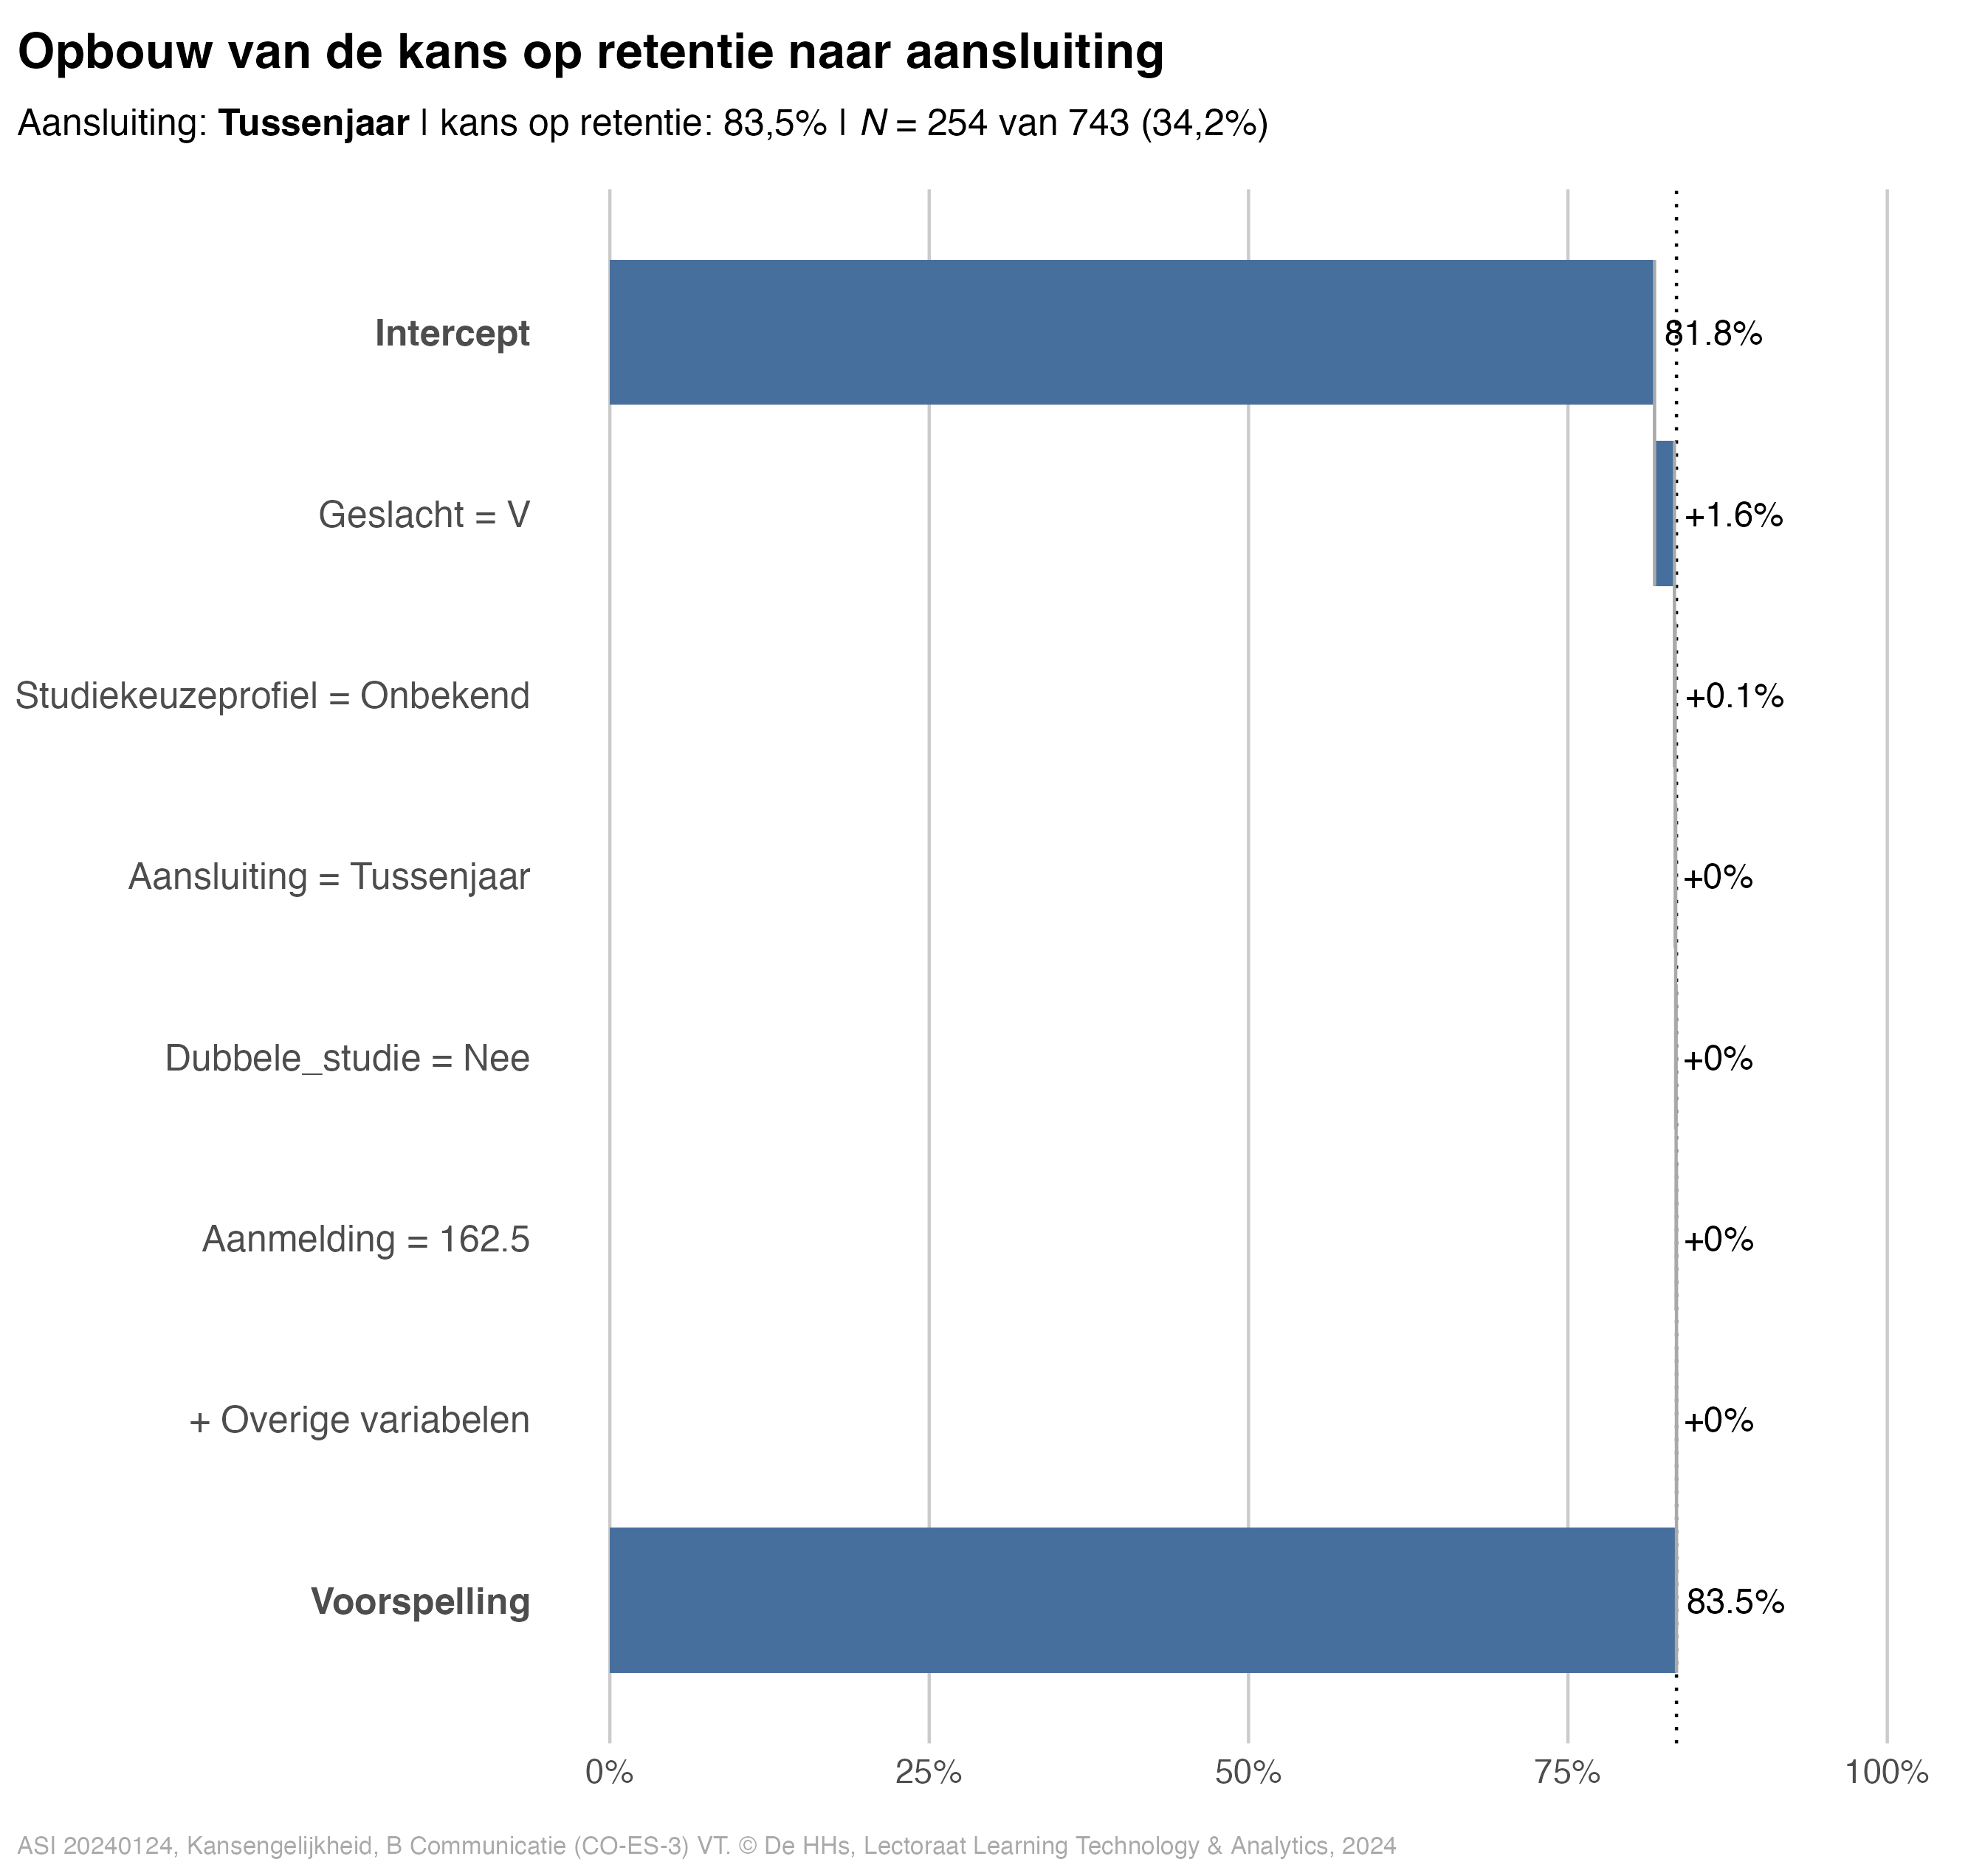 Opbouw van de kans op retentie naar aansluiting
Aansluiting: Tussenjaar | kans op retentie: 83,5% | N = 254 van 743 (34,2%)
Intercept 81.8%
Geslacht = V +1.6%
Studiekeuzeprofiel = Onbekend +0.1%
Aansluiting = Tussenjaar +0%
Dubbele_studie = Nee +0%
Aanmelding = 162.5 +0%
+ Overige variabelen +0%
Voorspelling 83.5%
0% 25% 50% 75% 100%
ASI 20240124, Kansengelijkheid, B Communicatie (CO-ES-3) VT. © De HHs, Lectoraat Learning Technology & Analytics, 2024